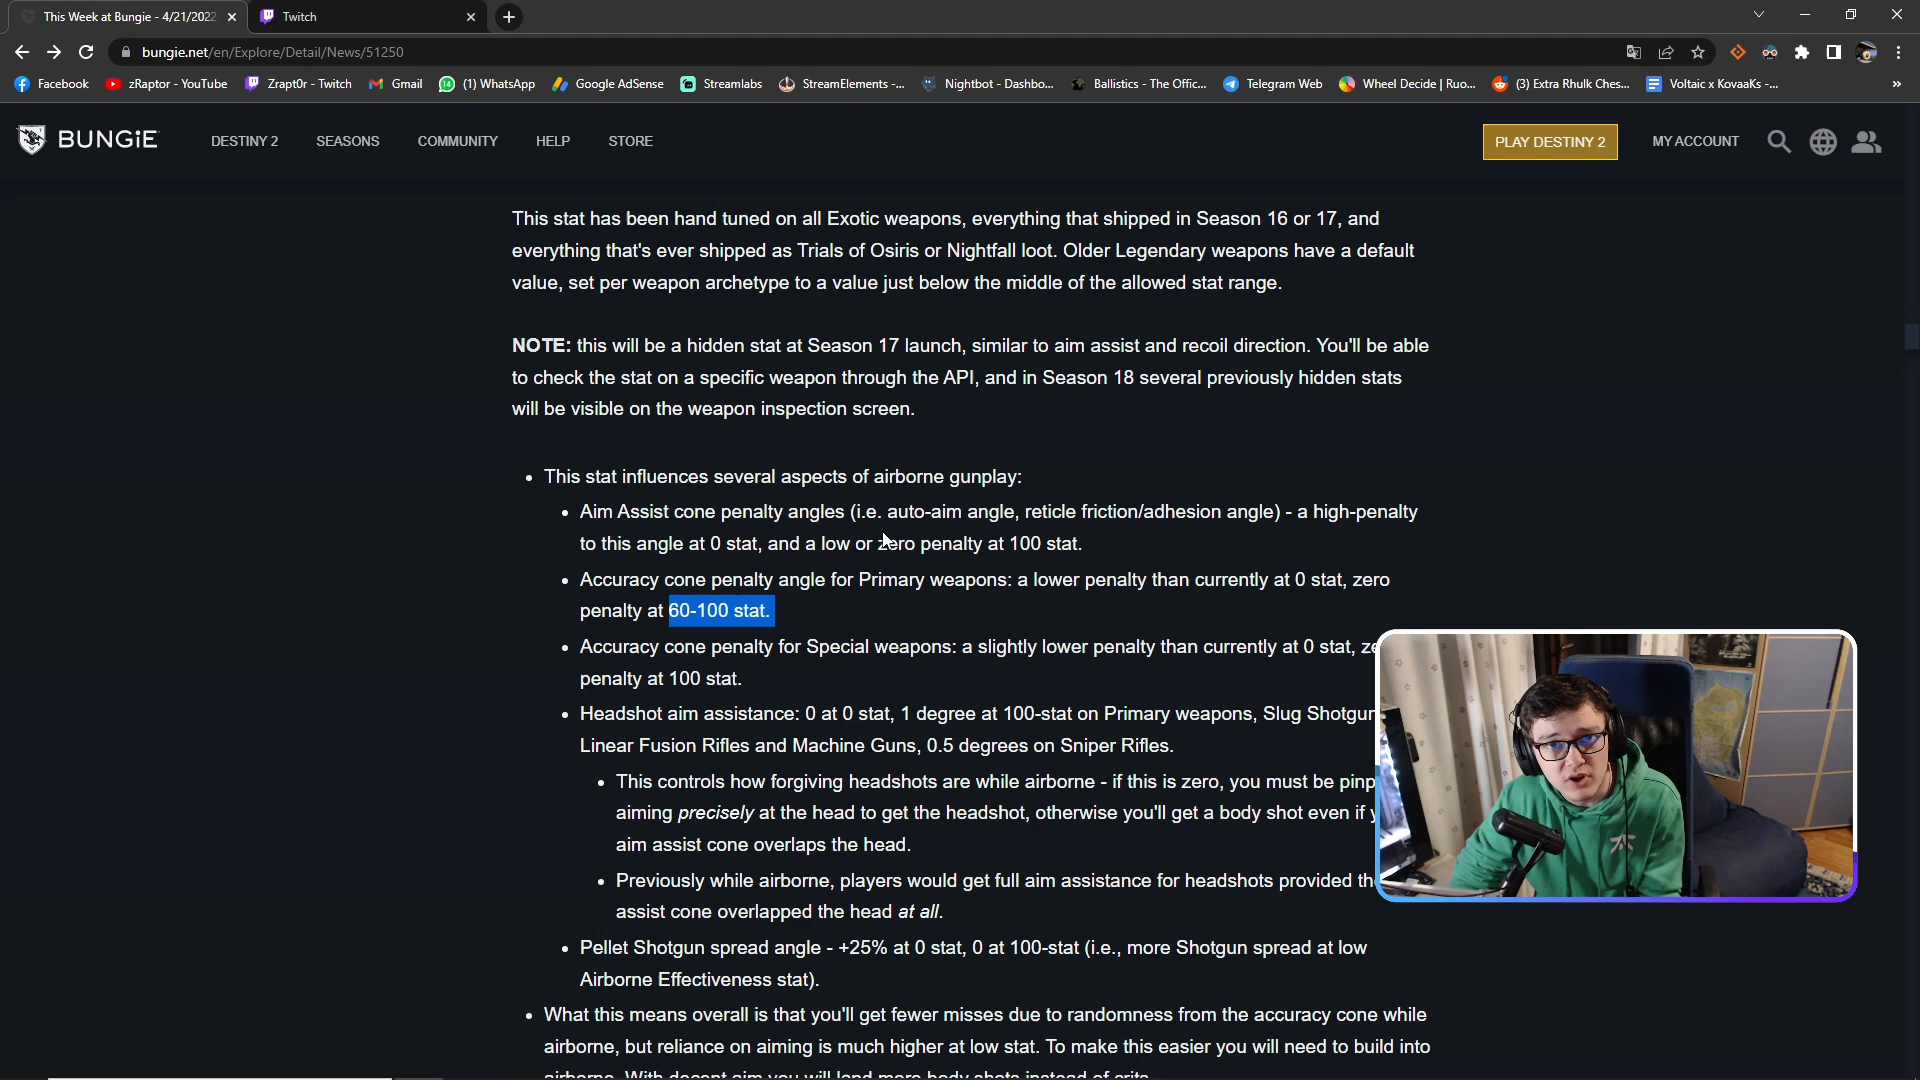 This Week at Bungie - 4/21/2022
Twitch
bungie.net/en/Explore/Detail/News/51250
Facebook
zRaptor - YouTube
Zrapt0r - Twitch
Gmail
(1) WhatsApp
Google AdSense
Streamlabs
StreamElements -...
Nightbot - Dashbo...
Ballistics - The Offic...
Telegram Web
Wheel Decide | Ruo...
(3) Extra Rhulk Ches...
Voltaic x KovaaKs -...
»
BUNGiE
DESTINY 2
SEASONS
COMMUNITY
HELP
STORE
PLAY DESTINY 2
MY ACCOUNT
This stat has been hand tuned on all Exotic weapons, everything that shipped in Season 16 or 17, and
everything that's ever shipped as Trials of Osiris or Nightfall loot. Older Legendary weapons have a default
value, set per weapon archetype to a value just below the middle of the allowed stat range.
NOTE: this will be a hidden stat at Season 17 launch, similar to aim assist and recoil direction. You'll be able
to check the stat on a specific weapon through the API, and in Season 18 several previously hidden stats
will be visible on the weapon inspection screen.
• This stat influences several aspects of airborne gunplay:
• Aim Assist cone penalty angles (i.e. auto-aim angle, reticle friction/adhesion angle) - a high-penalty
to this angle at 0 stat, and a low or zero penalty at 100 stat.
• Accuracy cone penalty angle for Primary weapons: a lower penalty than currently at 0 stat, zero
penalty at 60-100 stat.
• Accuracy cone penalty for Special weapons: a slightly lower penalty than currently at 0 stat,
penalty at 100 stat.
• Headshot aim assistance: 0 at 0 stat, 1 degree at 100-stat on Primary weapons, Slug
Linear Fusion Rifles and Machine Guns, 0.5 degrees on Sniper Rifles.
• This controls how forgiving headshots are while airborne - if this is zero, you must be
aiming precisely at the head to get the headshot, otherwise you'll get a body shot even if
aim assist cone overlaps the head.
• Previously while airborne, players would get full aim assistance for headshots provided
assist cone overlapped the head at all.
• Pellet Shotgun spread angle - +25% at 0 stat, 0 at 100-stat (i.e., more Shotgun spread at low
Airborne Effectiveness stat).
• What this means overall is that you'll get fewer misses due to randomness from the accuracy cone while
airborne, but reliance on aiming is much higher at low stat. To make this easier you will need to build into
airborne. With decent aim you will land more body shots instead of crits.